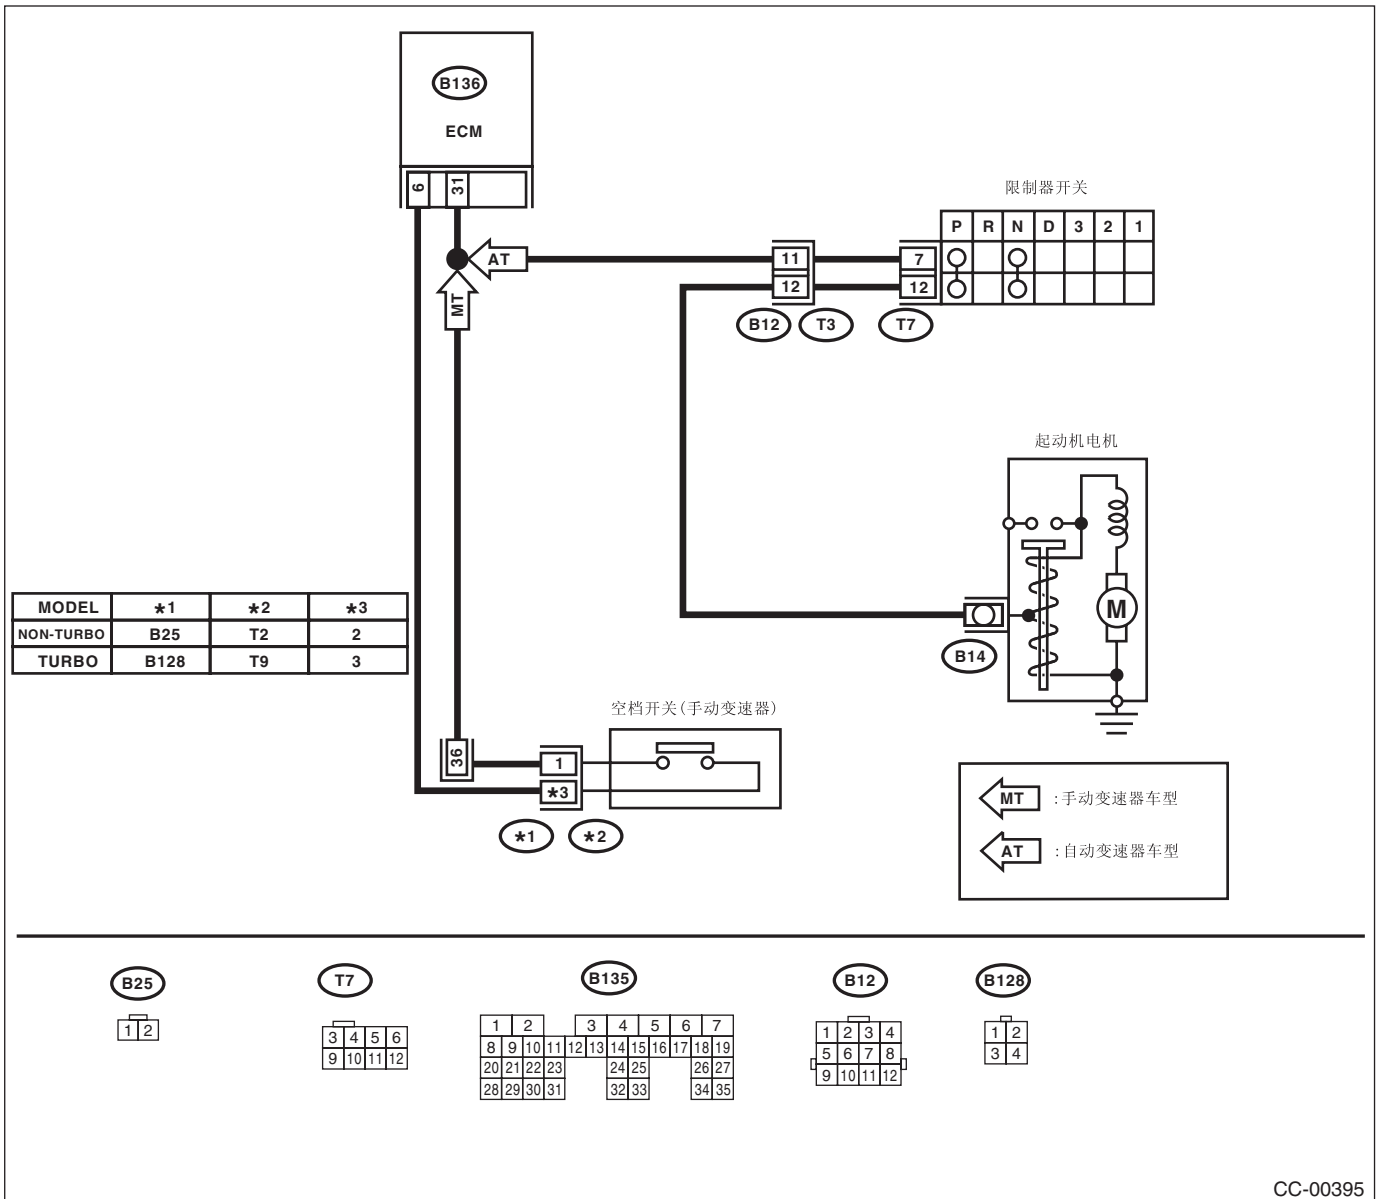 B136
ECM
6 31
限制器开关
P R N D 3 2 1
AT
11 7
12 12
MT
B12 T3 T7
起动机电机
M
B14
MODEL *1 *2 *3
NON-TURBO B25 T2 2
TURBO B128 T9 3
空档开关(手动变速器)
36 1
*3
*1 *2
MT :手动变速器车型
AT :自动变速器车型
B25 T7 B135 B12 B128
1 2
3 4 5 6
9 10 11 12
1 2 3 4 5 6 7
8 9 10 11 12 13 14 15 16 17 18 19
20 21 22 23 24 25 26 27
28 29 30 31 32 33 34 35
1 2 3 4
5 6 7 8
9 10 11 12
1 2
3 4
CC-00395